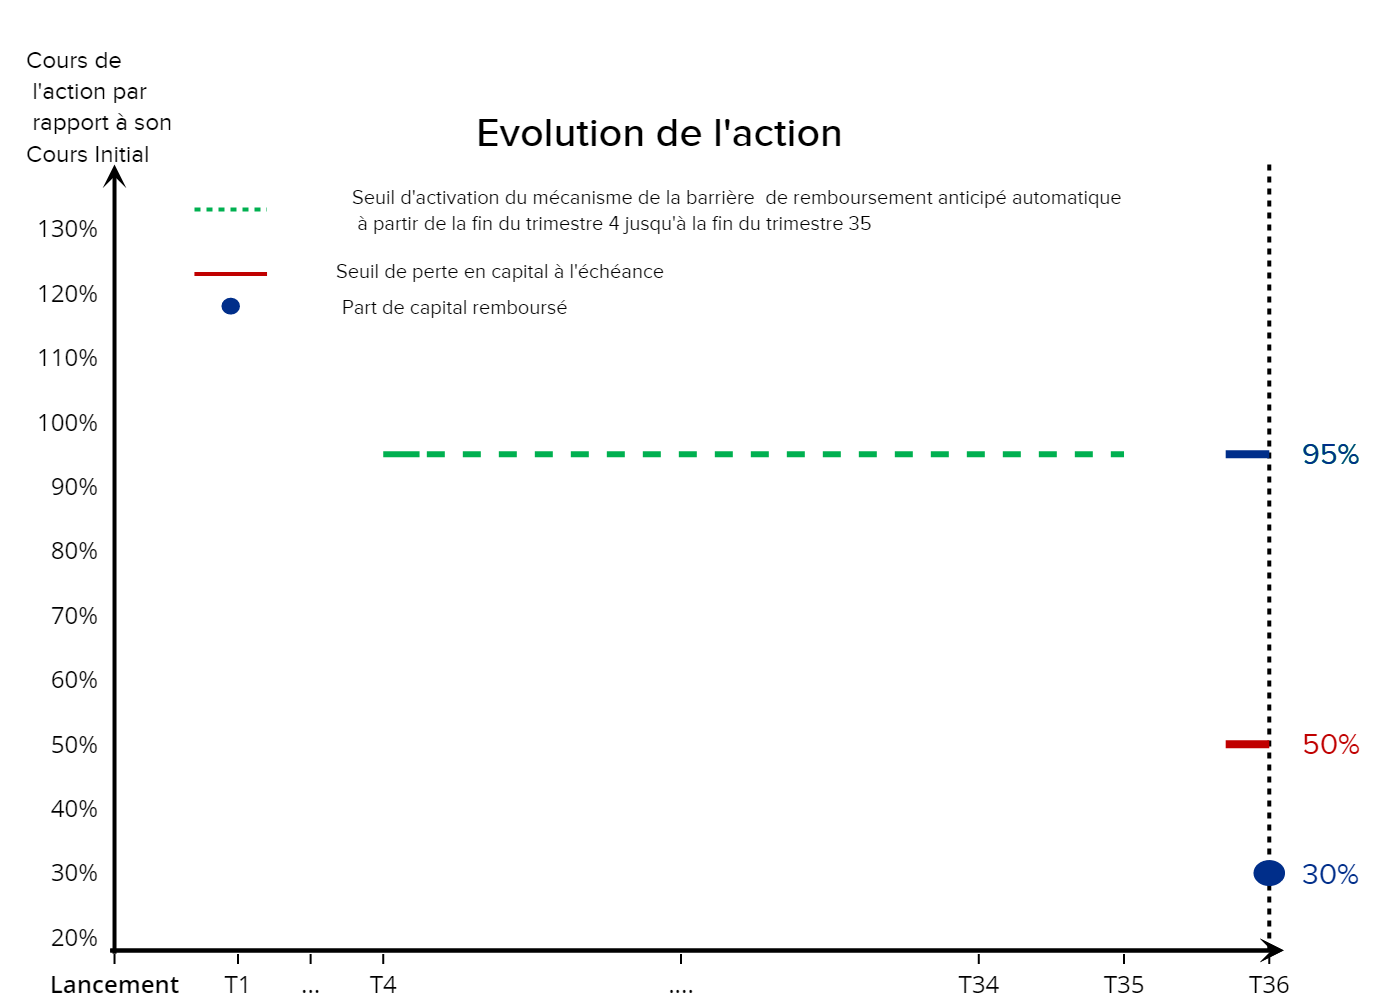 Cours de
l'action par
rapport à son
Cours Initial
Evolution de l'action
Seuil d'activation du mécanisme de la barrière de remboursement anticipé automatique
à partir de la fin du trimestre 4 jusqu'à la fin du trimestre 35
Seuil de perte en capital à l'échéance
Part de capital remboursé
130%
120%
110%
100%
90%
80%
70%
60%
50%
40%
30%
20%
95%
50%
30%
Lancement T1 ... T4 .... T34 T35 T36